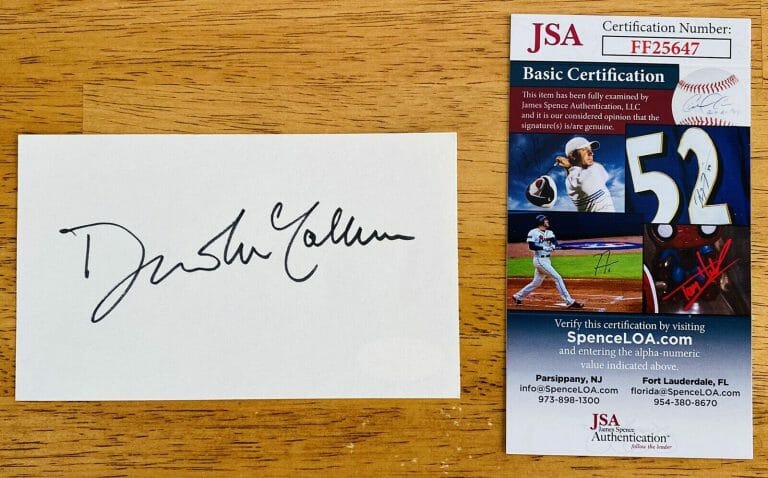 JSA
Certification Number:
FF25647
Basic Certification
This item has been fully examined by
James Spence Authentication, LLC
and it is our considered opinion that the
signature(s) is/are genuine.
52
Verify this certification by visiting
SpenceLOA.com
and entering the alpha-numeric
value indicated above.
Parsippany, NJ
info@SpenceLOA.com
973-898-1300
Fort Lauderdale, FL
florida@SpenceLOA.com
954-380-8670
JSA
James Spence
Authentication
follow the leader